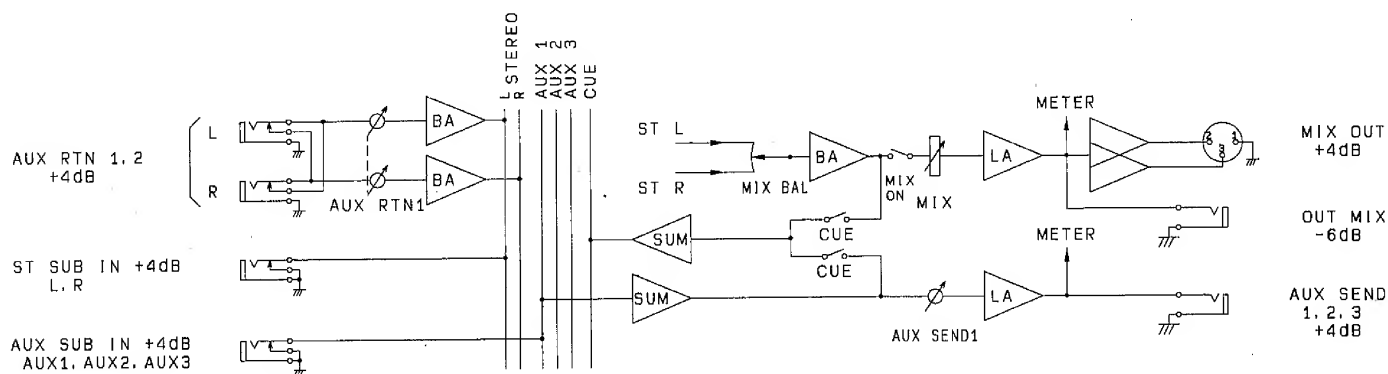 AUX RTN 1, 2
+4dB
L
R
AUX RTN1
BA
BA
L STEREO
R
AUX 1
AUX 2
AUX 3
CUE
ST SUB IN +4dB
L, R
AUX SUB IN +4dB
AUX1, AUX2, AUX3
ST L
ST R
MIX BAL
BA
MIX
ON
MIX
LA
METER
2
1
3
MIX OUT
+4dB
OUT MIX
-6dB
SUM
CUE
CUE
SUM
AUX SEND1
LA
METER
AUX SEND
1, 2, 3
+4dB